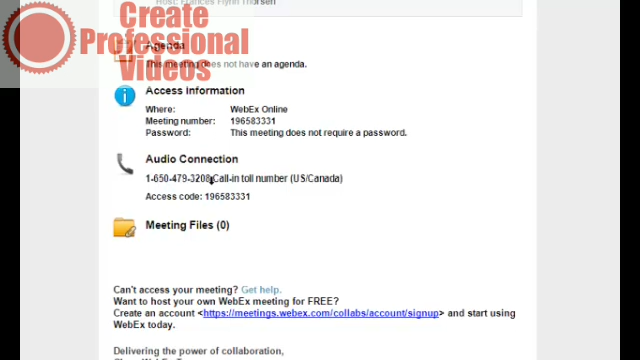 Host: Frances Flynn Thorsen
Create
Professional
Videos
Agenda
This meeting does not have an agenda.
Access Information
Where: WebEx Online
Meeting number: 196583331
Password: This meeting does not require a password.
Audio Connection
1-650-479-3208 Call-in toll number (US/Canada)
Access code: 196583331
Meeting Files (0)
Can't access your meeting? Get help.
Want to host your own WebEx meeting for FREE?
Create an account <https://meetings.webex.com/collabs/account/signup> and start using
WebEx today.
Delivering the power of collaboration,